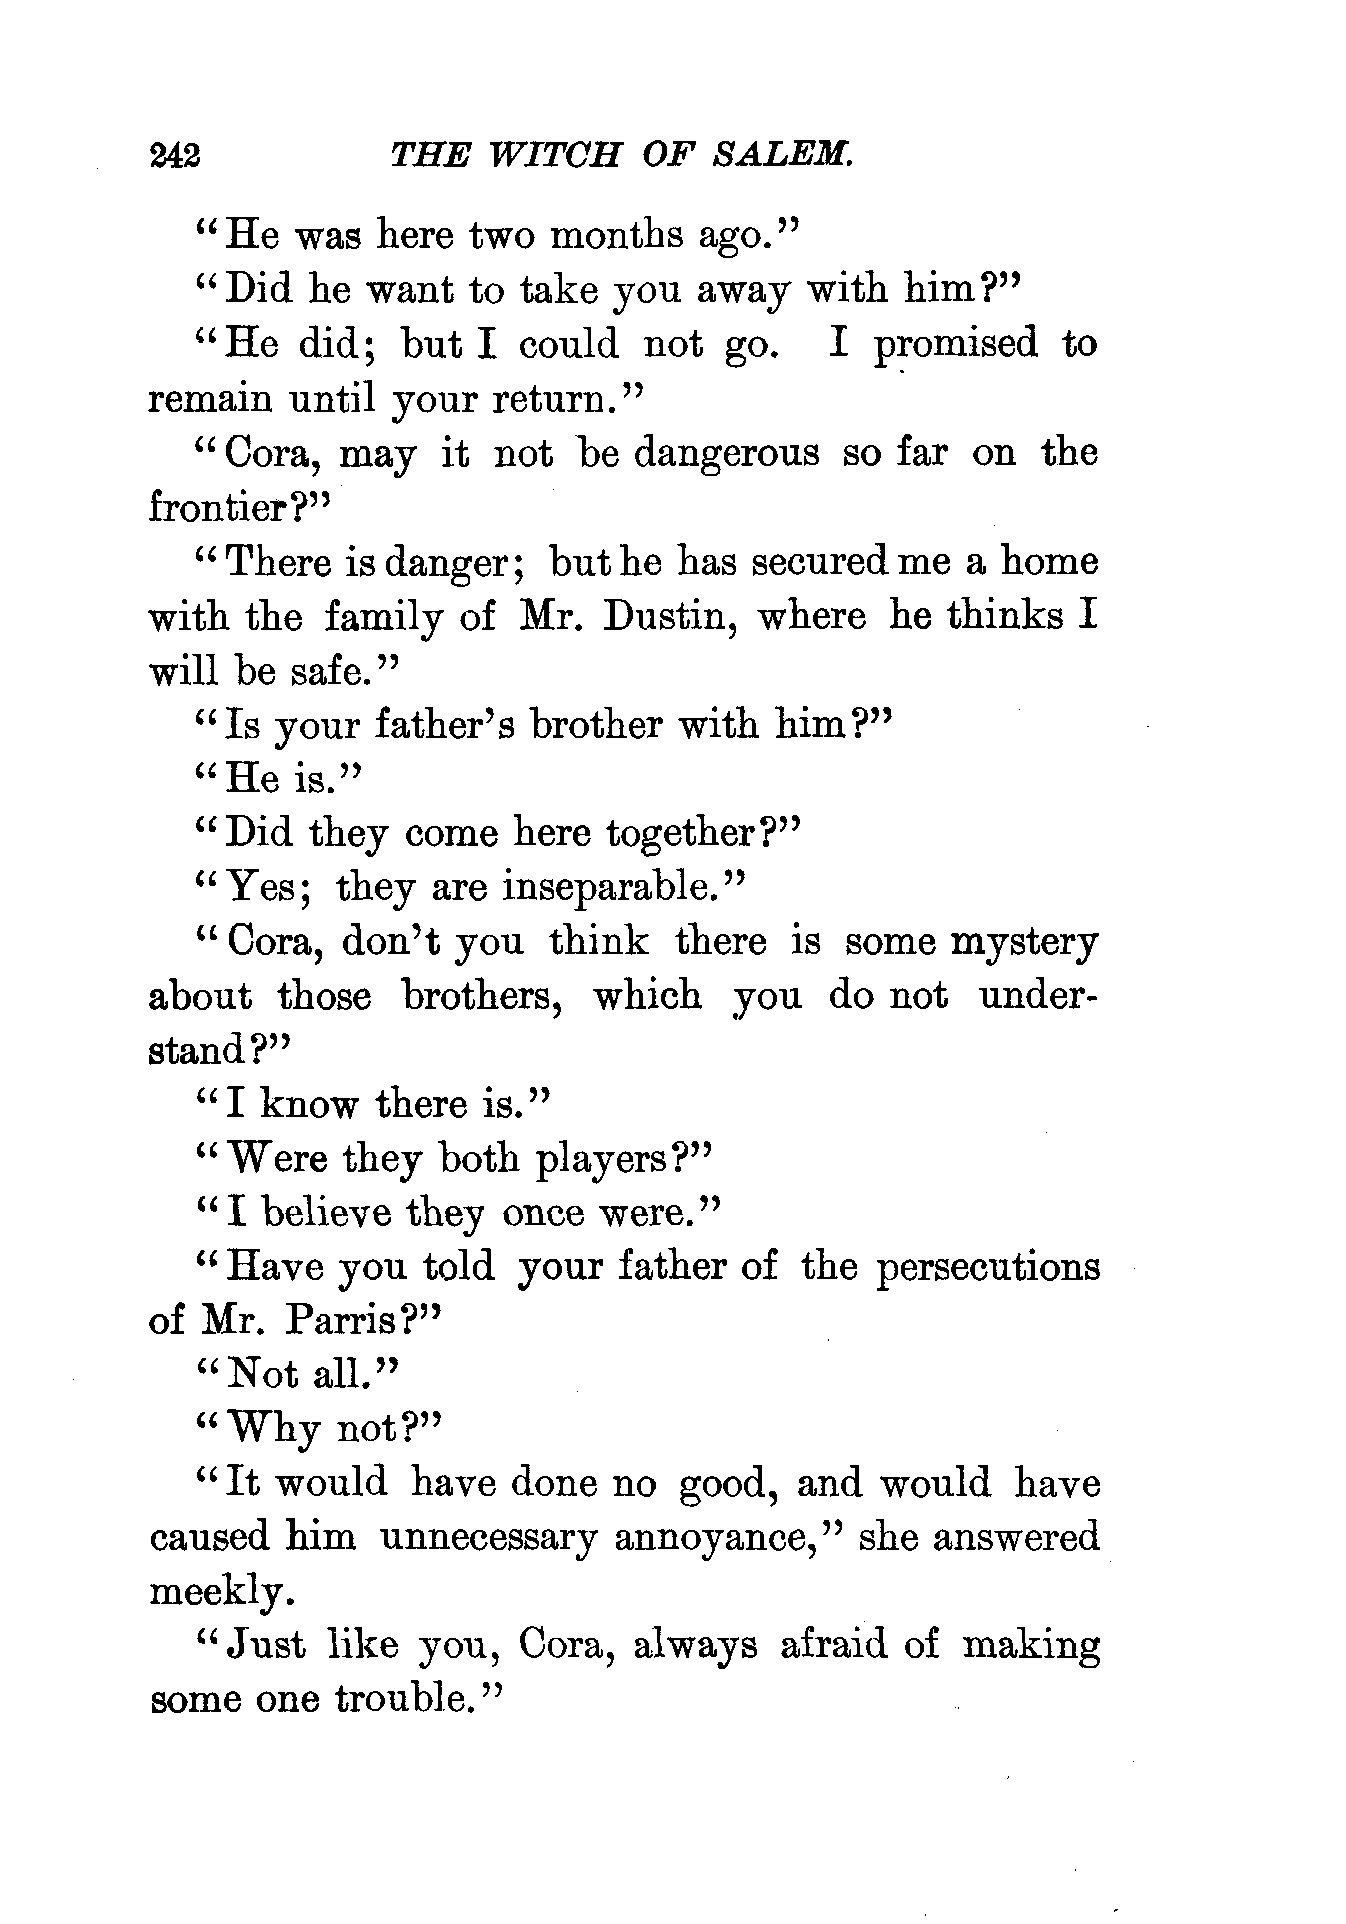 242 THE WITCH OF SALEM.
"He was here two months ago."
"Did he want to take you away with him?"
"He did; but I could not go. I promised to
remain until your return."
"Cora, may it not be dangerous so far on the
frontier?"
"There is danger; but he has secured me a home
with the family of Mr. Dustin, where he thinks I
will be safe."
"Is your father's brother with him?"
"He is."
"Did they come here together?"
"Yes; they are inseparable."
"Cora, don't you think there is some mystery
about those brothers, which you do not under-
stand?"
"I know there is."
"Were they both players?"
"I believe they once were."
"Have you told your father of the persecutions
of Mr. Parris?"
"Not all."
"Why not?"
"It would have done no good, and would have
caused him unnecessary annoyance," she answered
meekly.
"Just like you, Cora, always afraid of making
some one trouble."